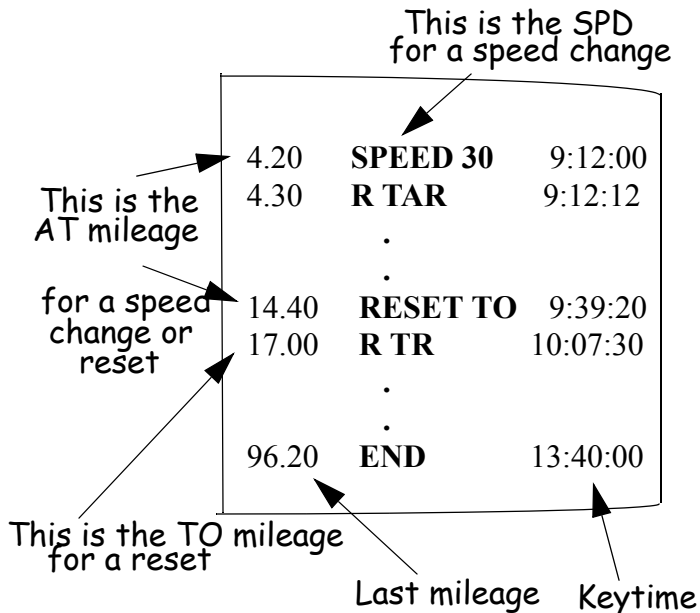 This is the SPD
for a speed change
4.20 SPEED 30 9:12:00
4.30 R TAR 9:12:12
.
.
14.40 RESET TO 9:39:20
17.00 R TR 10:07:30
.
.
96.20 END 13:40:00
This is the
AT mileage
for a speed
change or
reset
This is the TO mileage
for a reset
Last mileage
Keytime